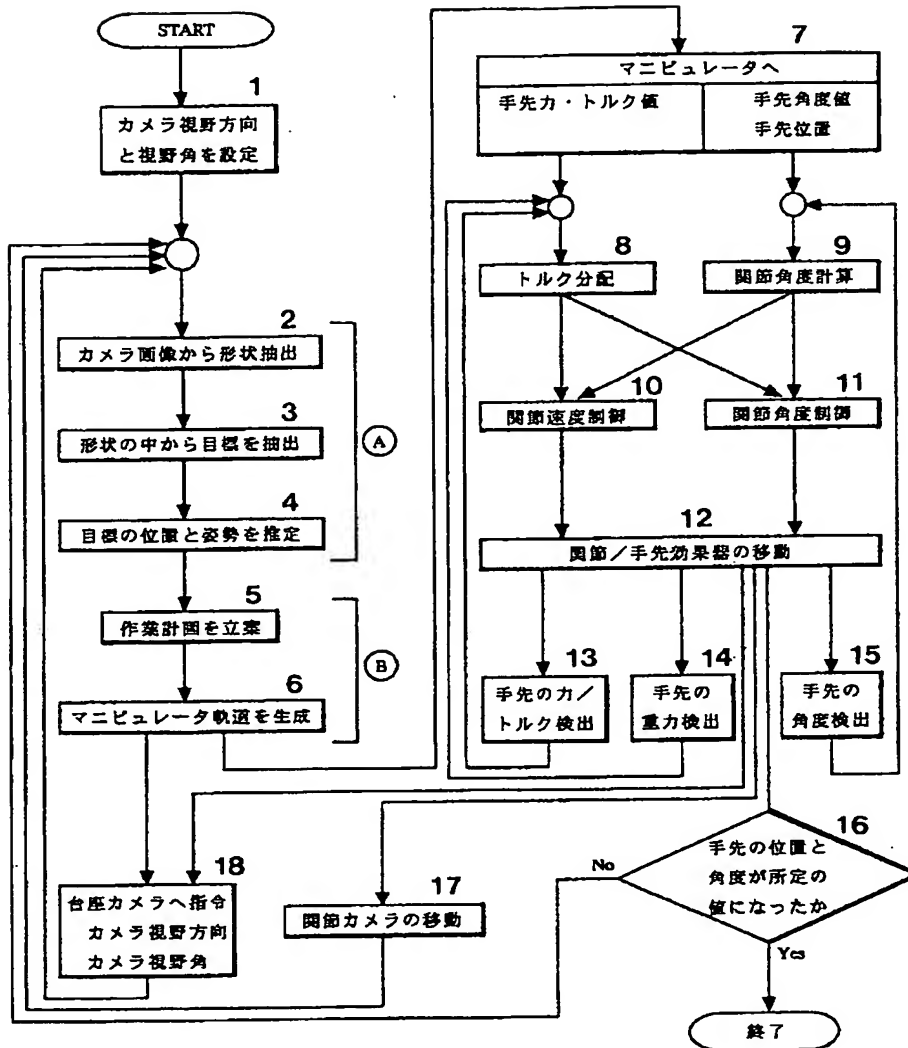 START
1
カメラ視野方向
と視野角を設定
2
カメラ画像から形状抽出
3
形状の中から目標を抽出
A
4
目標の位置と姿勢を推定
5
作業計画を立案
B
6
マニピュレータ軌道を生成
18
台座カメラへ指令
カメラ視野方向
カメラ視野角
17
関節カメラの移動
7
マニピュレータへ
手先力・トルク値
手先角度値
手先位置
8
トルク分配
9
関節角度計算
10
関節速度制御
11
関節角度制御
12
関節/手先効果器の移動
13
手先の力/
トルク検出
14
手先の
重力検出
15
手先の
角度検出
16
手先の位置と
角度が所定の
値になったか
No
Yes
終了